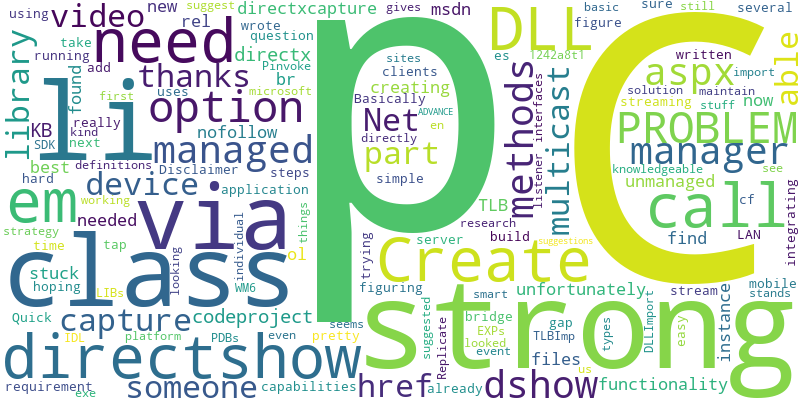 p
C
strong
class
li
via
directshow
need
call
Create
DLL
PROBLEM
em
video
new
directxcapture
msdn
suggest
basic
sure
still
several
using
rel
wrote
gives
figure
take
running
add
question
directx
Pinvoke
br
microsoft
es
1242a8t1
import
able
thanks
sites
clients
creating
Basically
ADVANCE
written
aspx
solution
maintain
streaming
stuff
now
library
found
uses
first
option
nofollow
Net
directly
en
part
simple
methods
listener
interfaces
multicast
KB
SDK
really
kind
next
best
definitions
hard
working
managed
Disclaimer
steps
application
manager
knowledgeable
unmanaged
see
cf
integrating
device
TLB
research
needed
tap
strategy
time
looking
individual
things
server
build
suggestions
find
LAN
stuck
hoping
LIBs
ol
WM6
trying
figuring
unfortunately
smart
stream
mobile
stands
Quick
capture
codeproject
seems
even
pretty
IDL
platform
PDBs
suggested
Replicate
bridge
EXPs
looked
event
gap
TLBImp
types
files
DLLImport
easy
us
instance
requirement
exe
someone
capabilities
href
already
dshow
functionality